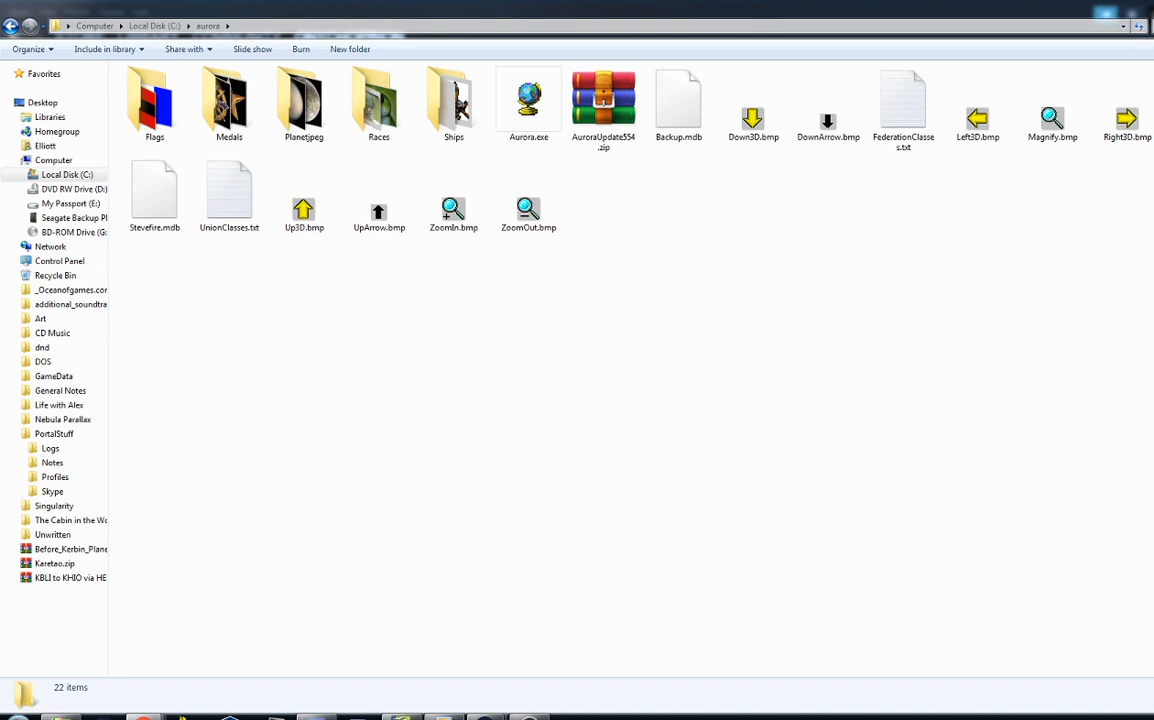 Computer Local Disk (C:) aurora
Organize Include in library Share with Slide show Burn New folder
Favorites
Desktop
Libraries
Homegroup
Elliott
Computer
Local Disk (C:)
DVD RW Drive (D:)
My Passport (E:)
Seagate Backup Pl
BD-ROM Drive (G:
Network
Control Panel
Recycle Bin
_Oceanofgames.cor
additional_soundtra
Art
CD Music
dnd
DOS
GameData
General Notes
Life with Alex
Nebula Parallax
PortalStuff
Logs
Notes
Profiles
Skype
Singularity
The Cabin in the Wo
Unwritten
Before_Kerbin_Plane
Karetao.zip
KBLI to KHIO via HE
Flags Medals Planetjpeg Races Ships Aurora.exe AuroraUpdate554 Backup.mdb Down3D.bmp DownArrow.bmp FederationClasse Left3D.bmp Magnify.bmp Right3D.bmp
.zip s.txt
Stevefire.mdb UnionClasses.txt Up3D.bmp UpArrow.bmp ZoomIn.bmp ZoomOut.bmp
22 items